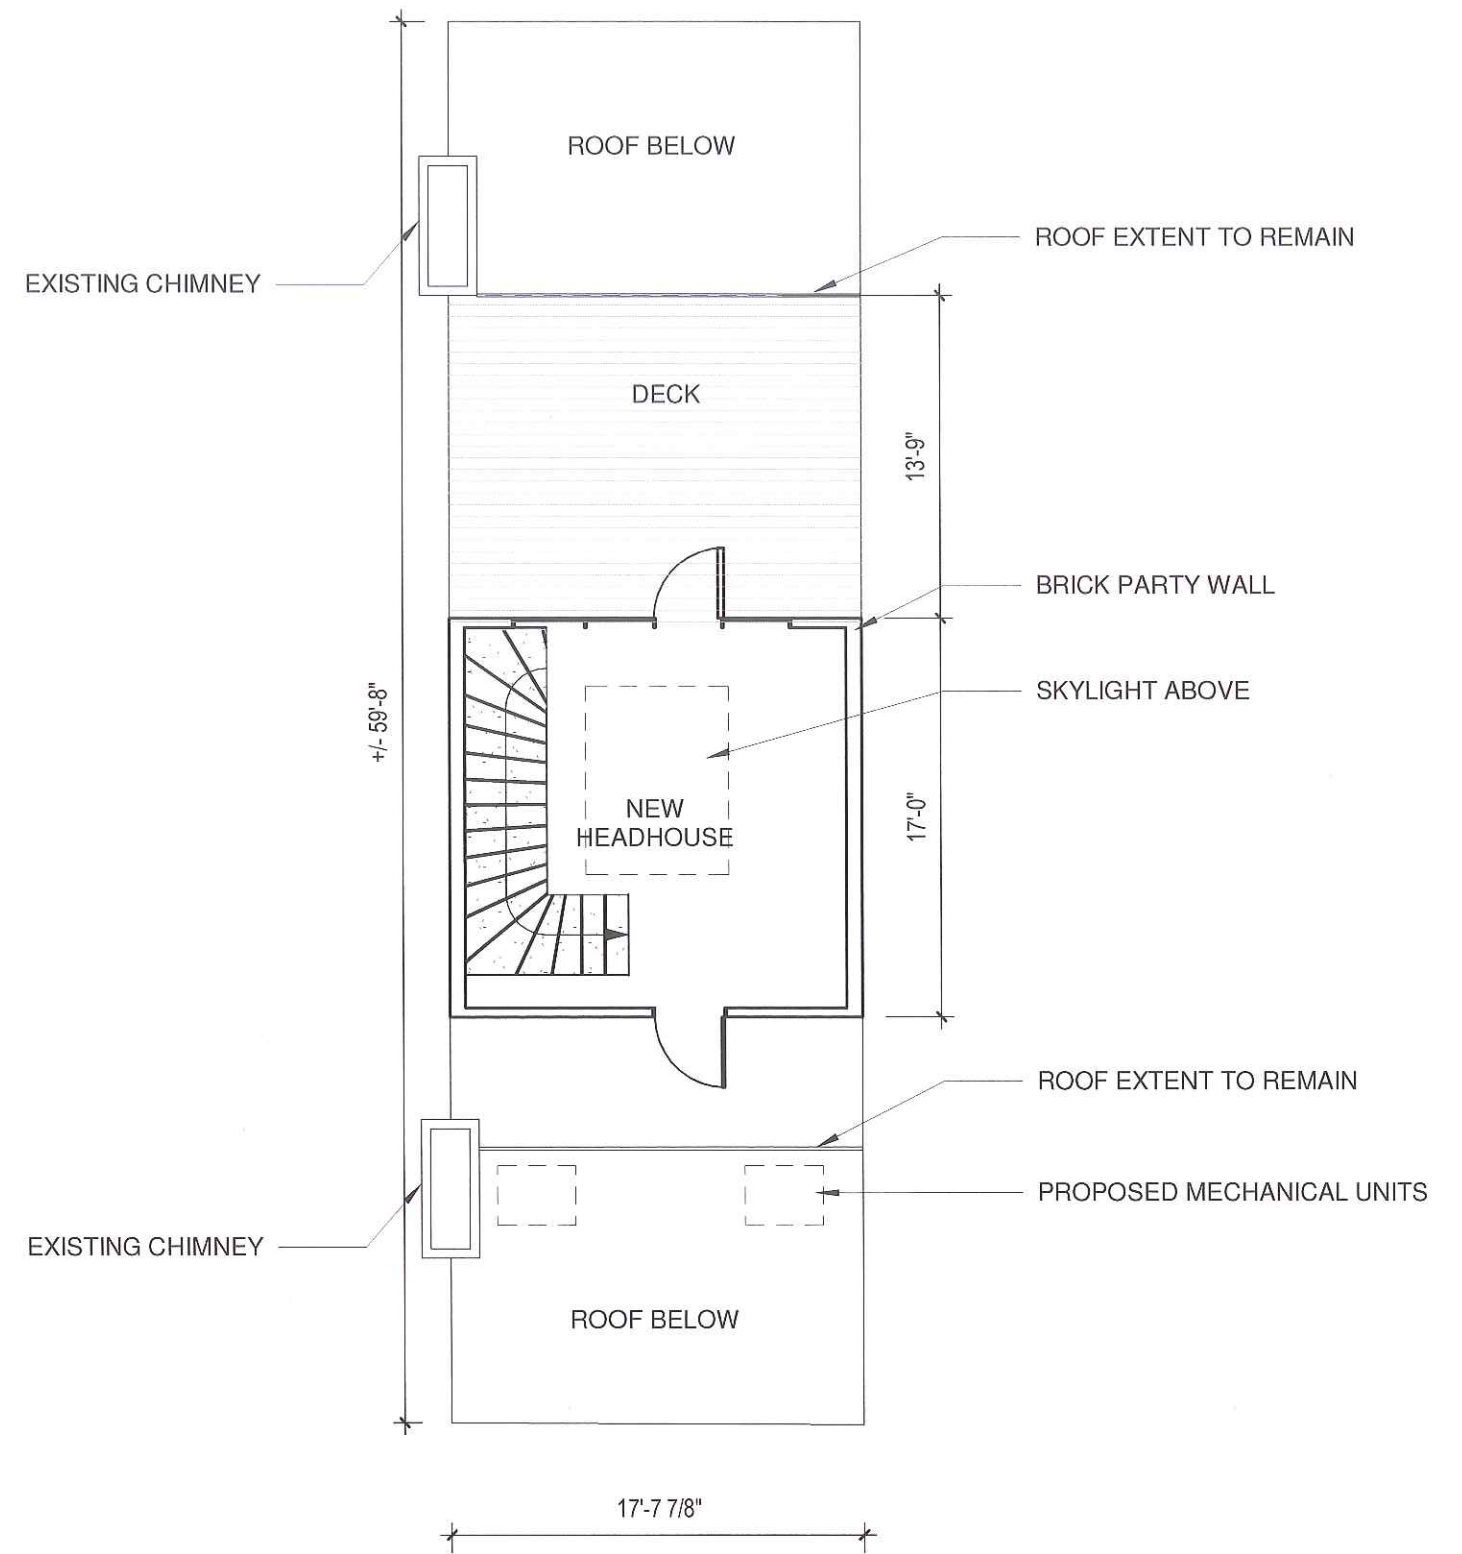 ROOF BELOW
ROOF EXTENT TO REMAIN
EXISTING CHIMNEY
DECK
13'-9"
BRICK PARTY WALL
SKYLIGHT ABOVE
+/- 59'-8"
NEW
HEADHOUSE
17'-0"
ROOF EXTENT TO REMAIN
PROPOSED MECHANICAL UNITS
EXISTING CHIMNEY
ROOF BELOW
17'-7 7/8"